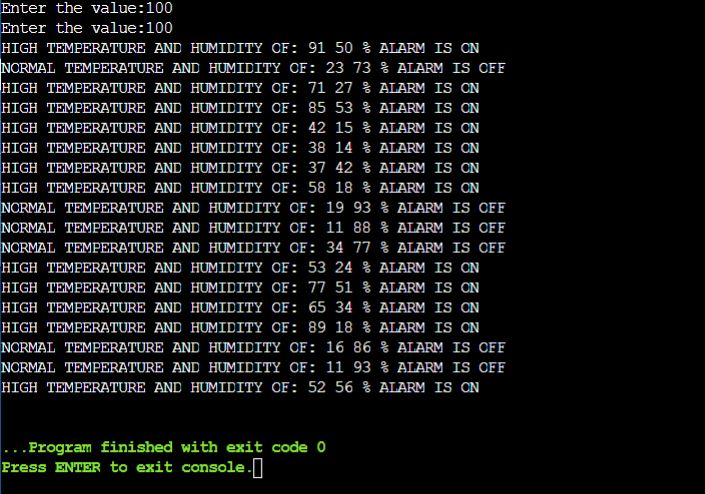 Enter the value:100
Enter the value:100
HIGH TEMPERATURE AND HUMIDITY OF: 91 50 % ALARM IS ON
NORMAL TEMPERATURE AND HUMIDITY OF: 23 73 % ALARM IS OFF
HIGH TEMPERATURE AND HUMIDITY OF: 71 27 % ALARM IS ON
HIGH TEMPERATURE AND HUMIDITY OF: 85 53 % ALARM IS ON
HIGH TEMPERATURE AND HUMIDITY OF: 42 15 % ALARM IS ON
HIGH TEMPERATURE AND HUMIDITY OF: 38 14 % ALARM IS ON
HIGH TEMPERATURE AND HUMIDITY OF: 37 42 % ALARM IS ON
HIGH TEMPERATURE AND HUMIDITY OF: 58 18 % ALARM IS ON
NORMAL TEMPERATURE AND HUMIDITY OF: 19 93 % ALARM IS OFF
NORMAL TEMPERATURE AND HUMIDITY OF: 11 88 % ALARM IS OFF
NORMAL TEMPERATURE AND HUMIDITY OF: 34 77 % ALARM IS OFF
HIGH TEMPERATURE AND HUMIDITY OF: 53 24 % ALARM IS ON
HIGH TEMPERATURE AND HUMIDITY OF: 77 51 % ALARM IS ON
HIGH TEMPERATURE AND HUMIDITY OF: 65 34 % ALARM IS ON
HIGH TEMPERATURE AND HUMIDITY OF: 89 18 % ALARM IS ON
NORMAL TEMPERATURE AND HUMIDITY OF: 16 86 % ALARM IS OFF
NORMAL TEMPERATURE AND HUMIDITY OF: 11 93 % ALARM IS OFF
HIGH TEMPERATURE AND HUMIDITY OF: 52 56 % ALARM IS ON
...Program finished with exit code 0
Press ENTER to exit console.